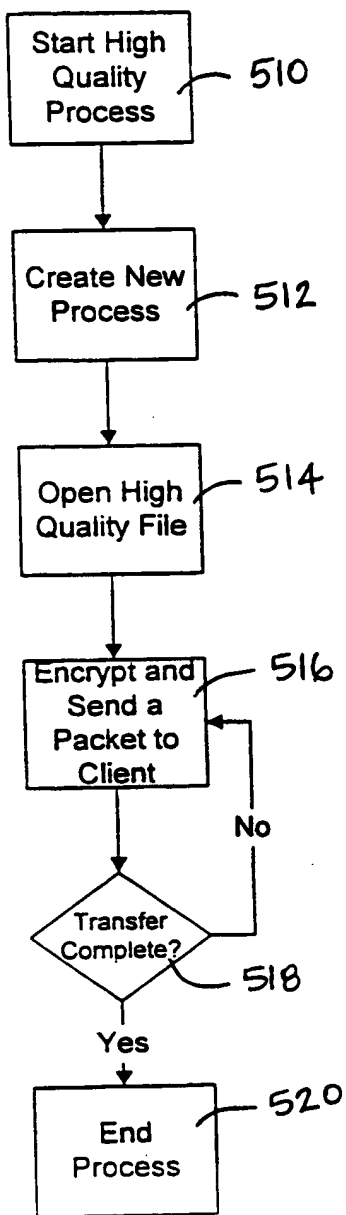 Start High
Quality
Process
510
Create New
Process
512
Open High
Quality File
514
Encrypt and
Send a
Packet to
Client
516
No
Transfer
Complete?
518
Yes
End
Process
520